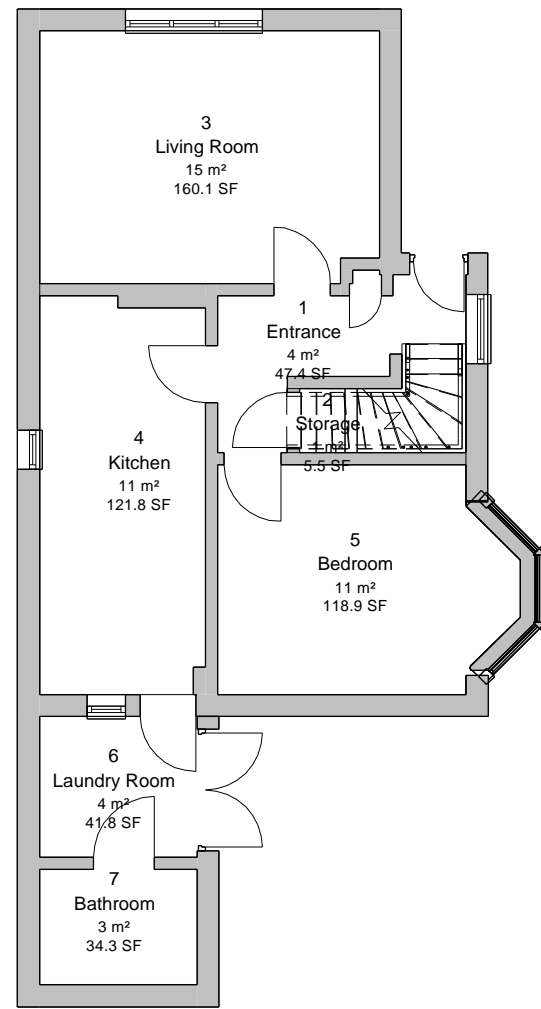 3
Living Room
15 m²
160.1 SF
1
Entrance
4 m²
47.4 SF
2
Storage
1 m²
5.5 SF
4
Kitchen
11 m²
121.8 SF
5
Bedroom
11 m²
118.9 SF
6
Laundry Room
4 m²
41.8 SF
7
Bathroom
3 m²
34.3 SF